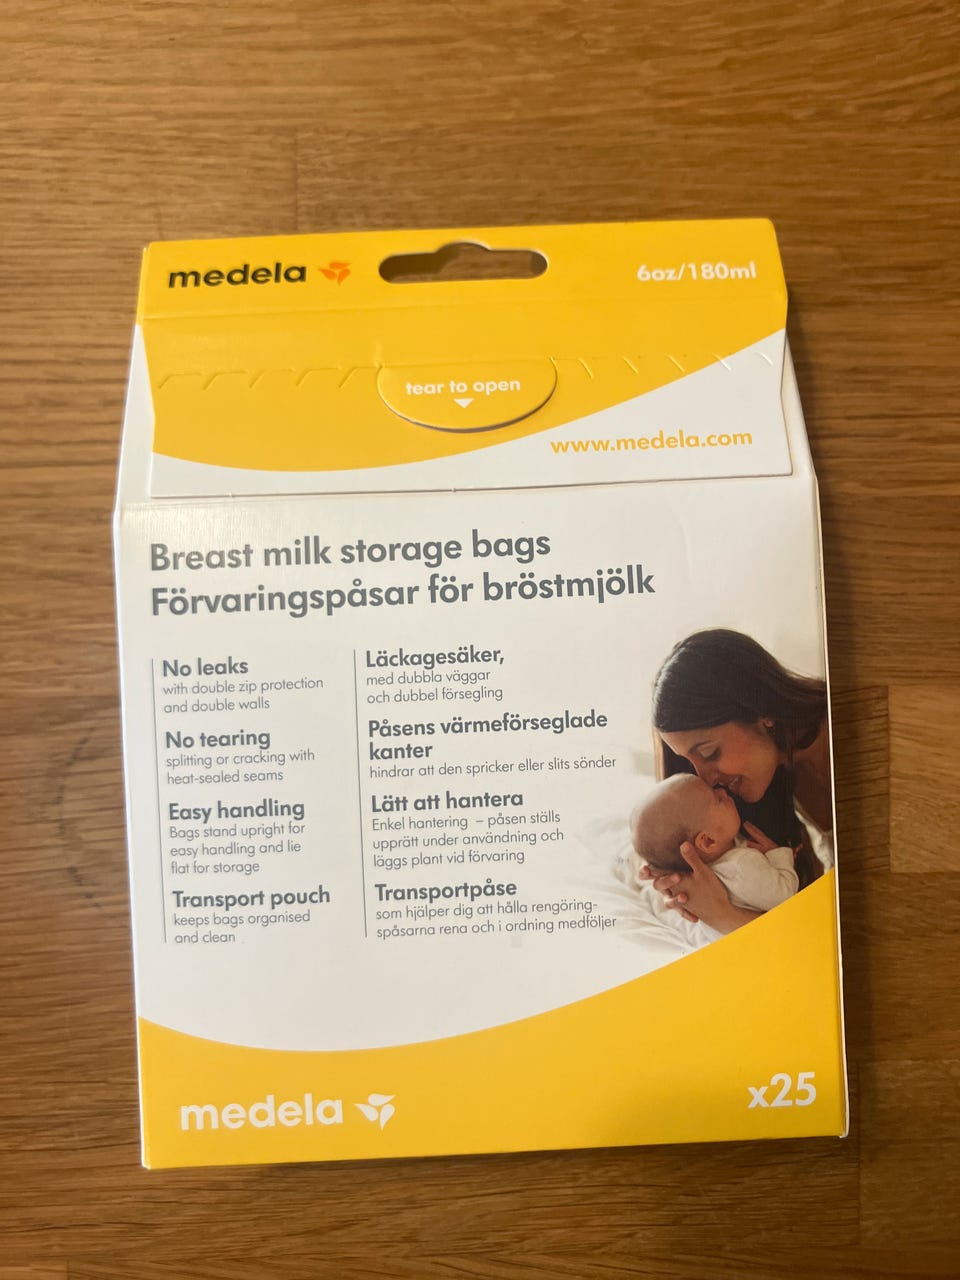 medela
6oz/180ml
tear to open
www.medela.com
Breast milk storage bags
Förvaringspåsar för bröstmjölk
No leaks
with double zip protection
and double walls
No tearing
splitting or cracking with
heat-sealed seams
Easy handling
Bags stand upright for
easy handling and lie
flat for storage
Transport pouch
keeps bags organised
and clean
Läckagesäker,
med dubbla väggar
och dubbel försegling
Påsens värmeförseglade
kanter
hindrar att den spricker eller slits sönder
Lätt att hantera
Enkel hantering – påsen ställs
upprätt under användning och
läggs plant vid förvaring
Transportpåse
som hjälper dig att hålla rengöring-
spåsarna rena och i ordning medföljer
medela
x25